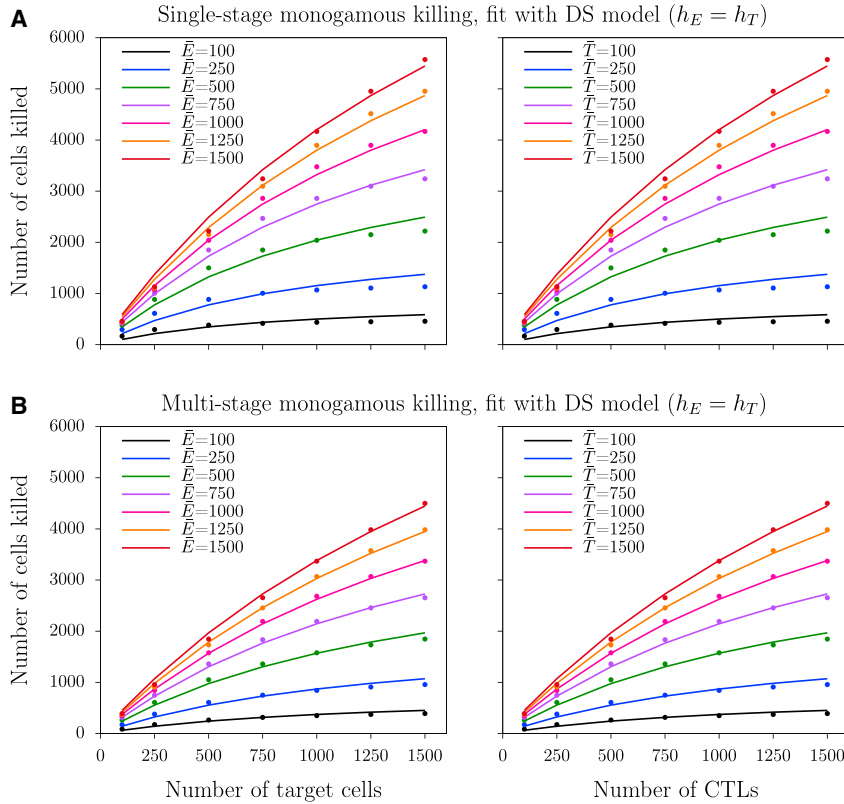 A
Single-stage monogamous killing, fit with DS model (h_E = h_T)
Number of cells killed
6000
5000
4000
3000
2000
1000
0
Ē=100
Ē=250
Ē=500
Ē=750
Ē=1000
Ē=1250
Ē=1500
T̄=100
T̄=250
T̄=500
T̄=750
T̄=1000
T̄=1250
T̄=1500
B
Multi-stage monogamous killing, fit with DS model (h_E = h_T)
Number of cells killed
6000
5000
4000
3000
2000
1000
0
Ē=100
Ē=250
Ē=500
Ē=750
Ē=1000
Ē=1250
Ē=1500
T̄=100
T̄=250
T̄=500
T̄=750
T̄=1000
T̄=1250
T̄=1500
0 250 500 750 1000 1250 1500
0 250 500 750 1000 1250 1500
Number of target cells
Number of CTLs